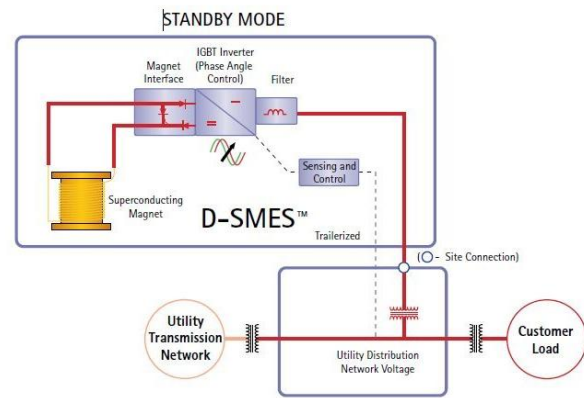 STANDBY MODE
Magnet
Interface
IGBT Inverter
(Phase Angle
Control)
Filter
Superconducting
Magnet
Sensing and
Control
D-SMES™
Trailerized
(O- Site Connection)
Utility
Transmission
Network
Utility Distribution
Network Voltage
Customer
Load